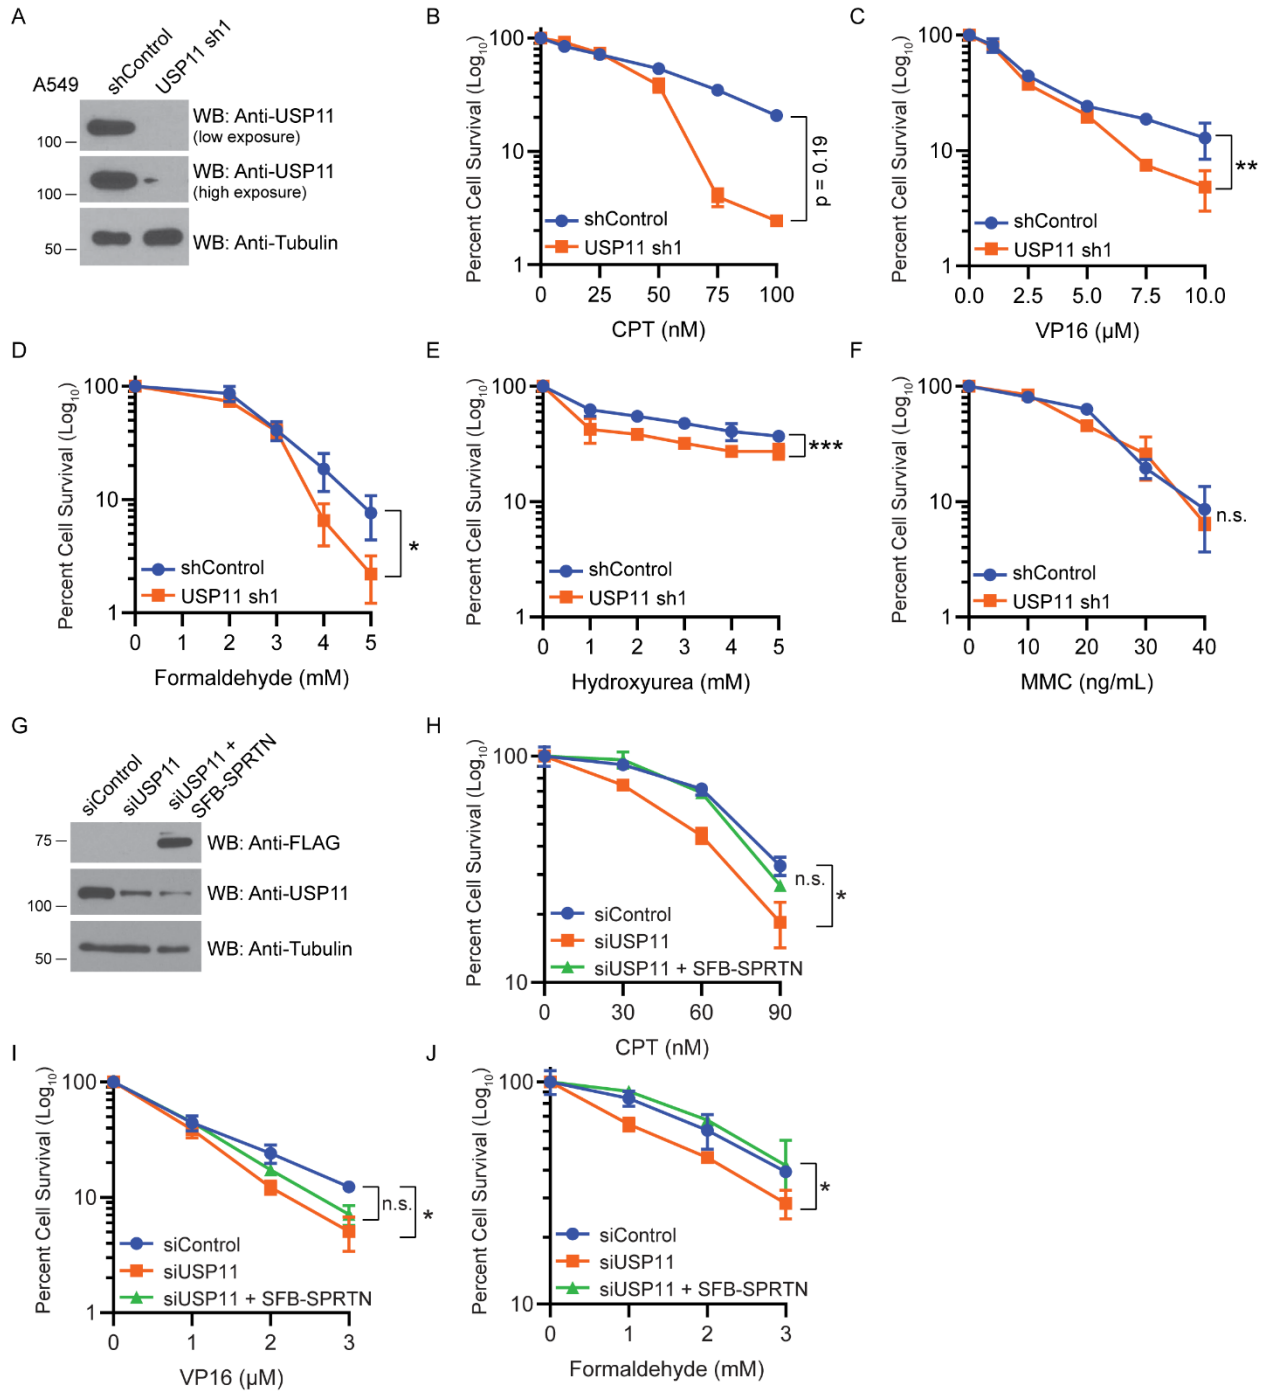 A
A549
shControl
USP11 sh1
WB: Anti-USP11
(low exposure)
100
WB: Anti-USP11
(high exposure)
100
WB: Anti-Tubulin
50
B
Percent Cell Survival (Log10)
100
10
1
shControl
USP11 sh1
p = 0.19
0 25 50 75 100
CPT (nM)
C
Percent Cell Survival (Log10)
100
10
1
shControl
USP11 sh1
**
0.0 2.5 5.0 7.5 10.0
VP16 (µM)
D
Percent Cell Survival (Log10)
100
10
1
shControl
USP11 sh1
*
0 1 2 3 4 5
Formaldehyde (mM)
E
Percent Cell Survival (Log10)
100
10
1
shControl
USP11 sh1
***
0 1 2 3 4 5
Hydroxyurea (mM)
F
Percent Cell Survival (Log10)
100
10
1
shControl
USP11 sh1
n.s.
0 10 20 30 40
MMC (ng/mL)
G
siControl
siUSP11
siUSP11 +
SFB-SPRTN
75
WB: Anti-FLAG
WB: Anti-USP11
100
WB: Anti-Tubulin
50
H
Percent Cell Survival (Log10)
100
10
n.s.
*
siControl
siUSP11
siUSP11 + SFB-SPRTN
0 30 60 90
CPT (nM)
I
Percent Cell Survival (Log10)
100
10
1
n.s.
*
siControl
siUSP11
siUSP11 + SFB-SPRTN
0 1 2 3
VP16 (µM)
J
Percent Cell Survival (Log10)
100
10
*
siControl
siUSP11
siUSP11 + SFB-SPRTN
0 1 2 3
Formaldehyde (mM)